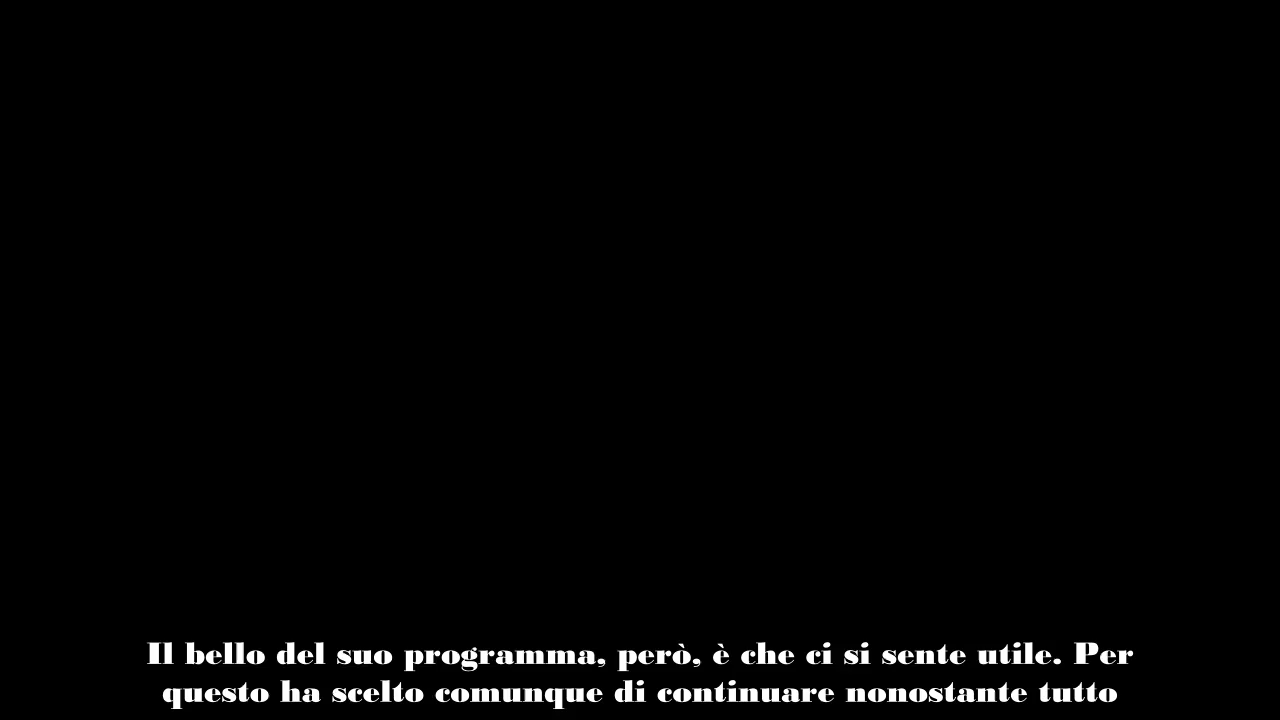 Il bello del suo programma, però, è che ci si sente utile. Per
questo ha scelto comunque di continuare nonostante tutto